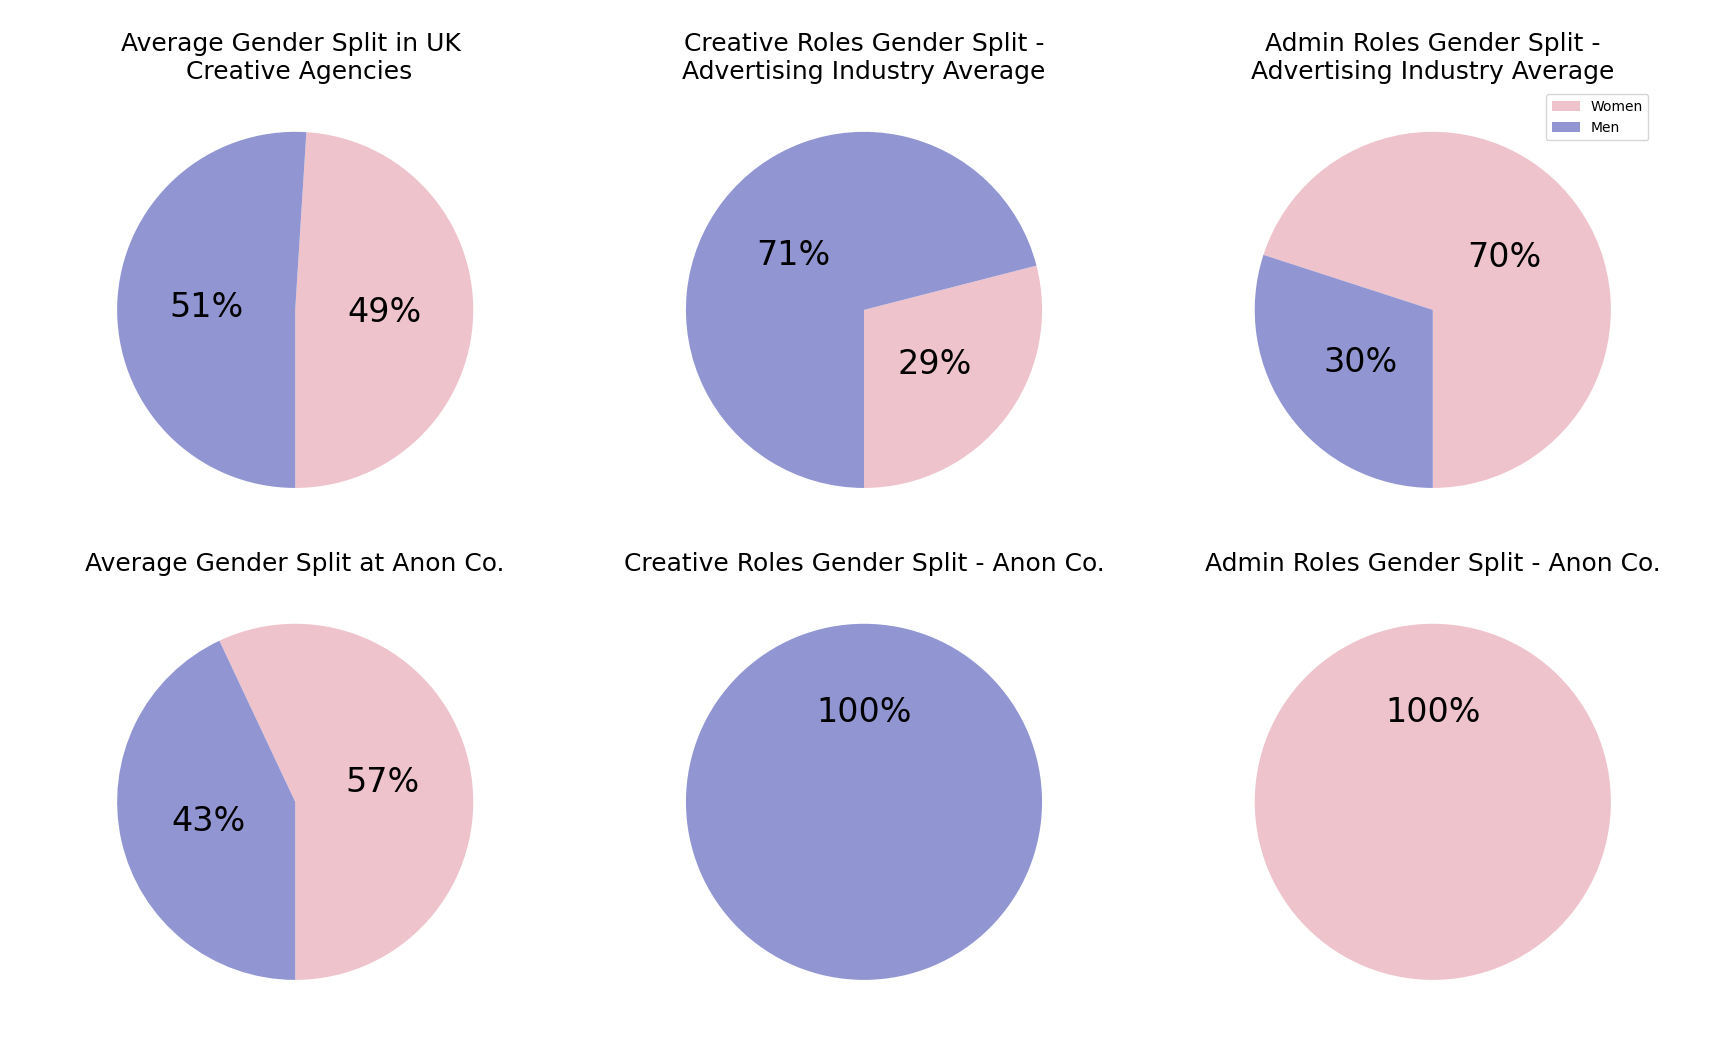 Average Gender Split in UK
Creative Agencies
Creative Roles Gender Split -
Advertising Industry Average
Admin Roles Gender Split -
Advertising Industry Average
Women
Men
51%
49%
71%
29%
70%
30%
Average Gender Split at Anon Co.
Creative Roles Gender Split - Anon Co.
Admin Roles Gender Split - Anon Co.
57%
43%
100%
100%